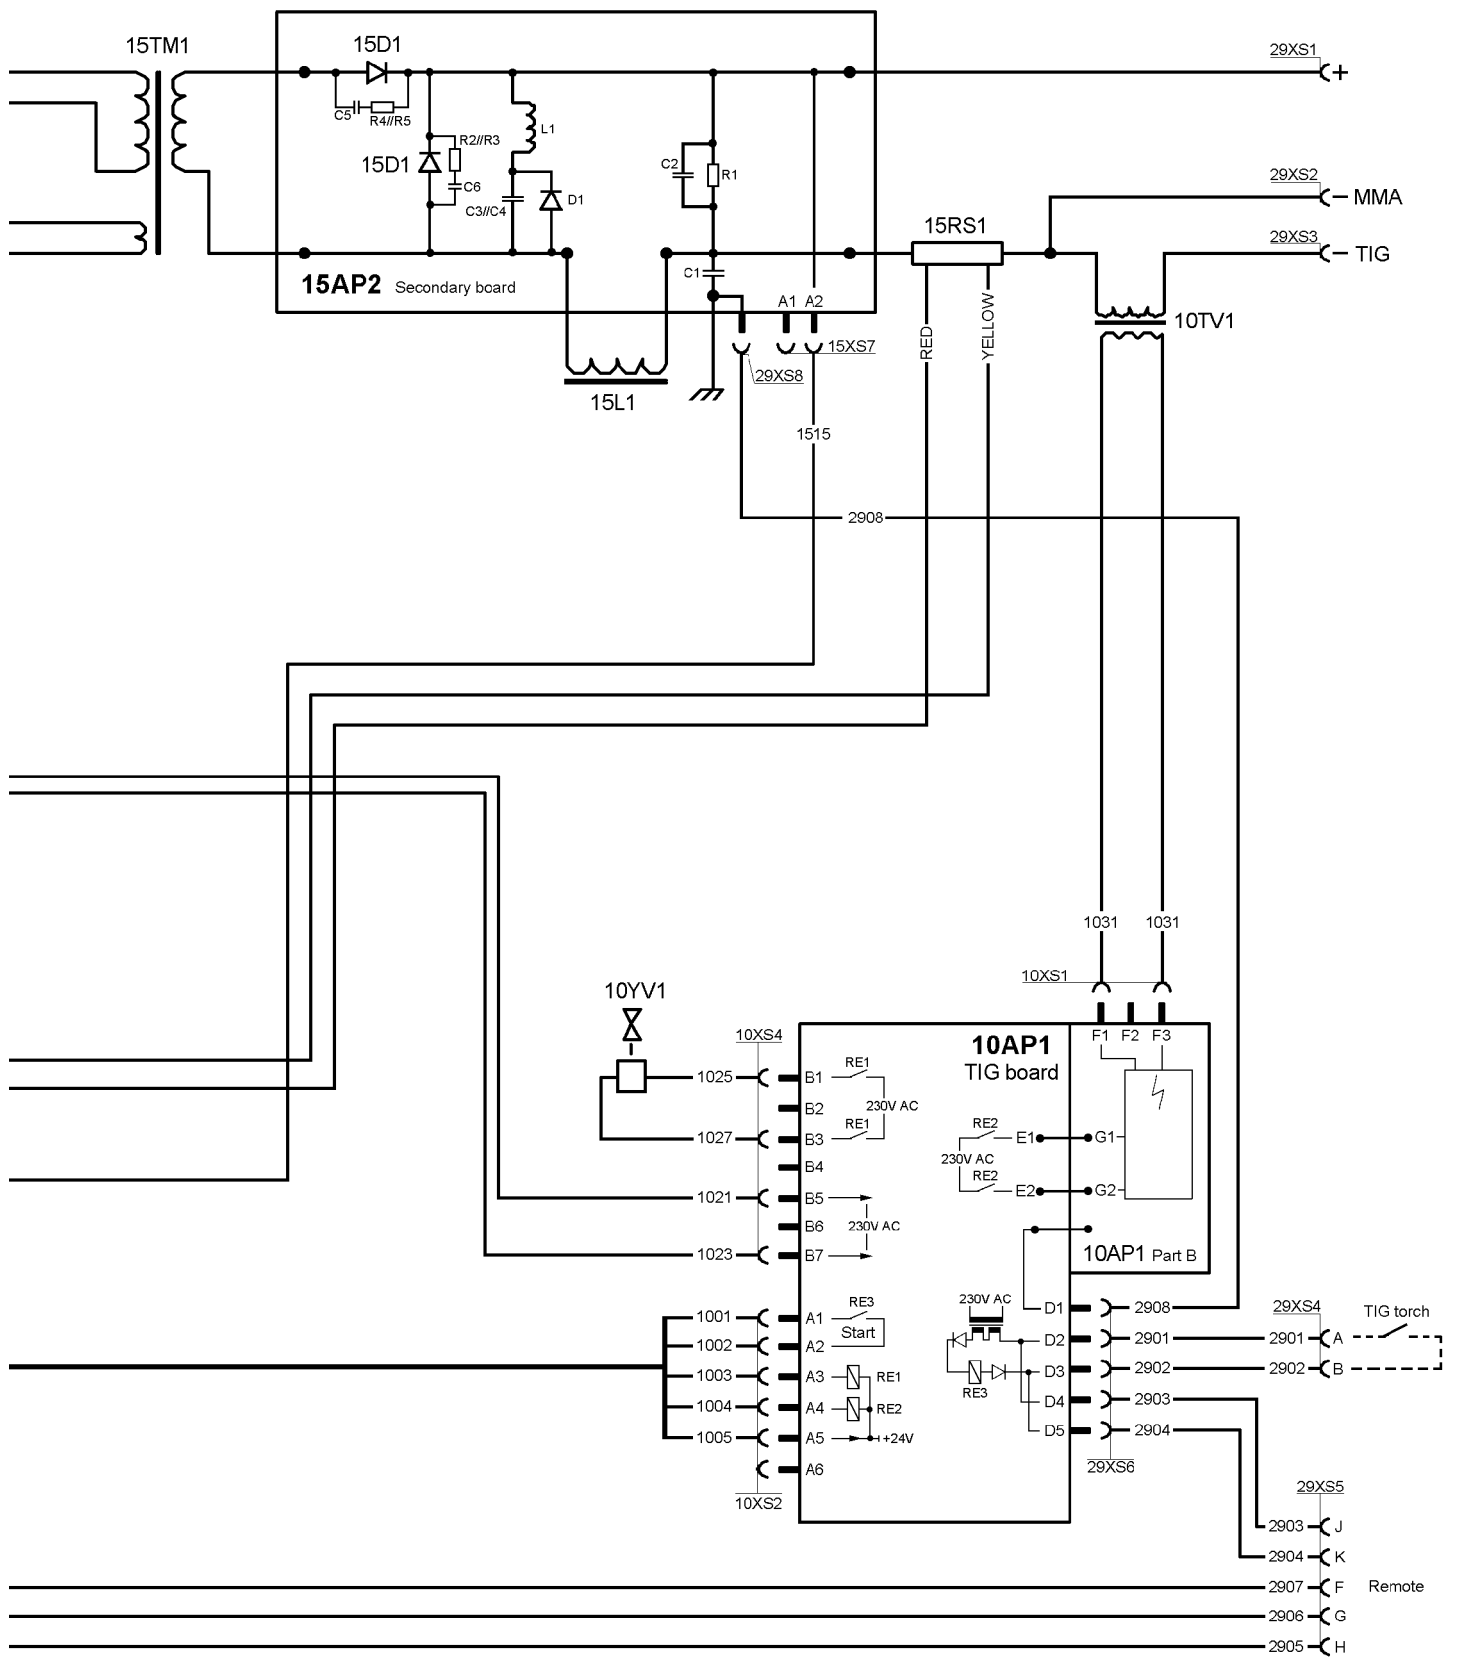 15TM1
15D1
29XS1
+
C5
R4//R5
L1
R2//R3
15D1
C6
C3//C4
D1
C2
R1
29XS2
MMA
15RS1
29XS3
TIG
C1
15AP2 Secondary board
A1 A2
RED
YELLOW
10TV1
15XS7
29XS8
15L1
1515
2908
1031
1031
10XS1
10YV1
10XS4
F1 F2 F3
10AP1
TIG board
1025
B1
RE1
230V AC
B2
1027
B3
RE1
RE2
E1
G1
230V AC
B4
RE2
E2
G2
1021
B5
B6
230V AC
1023
B7
10AP1 Part B
1001
A1
RE3
Start
230V AC
D1
2908
29XS4
TIG torch
1002
A2
D2
2901
2901
A
1003
A3
RE1
RE3
D3
2902
2902
B
1004
A4
RE2
D4
2903
1005
A5
+24V
D5
2904
A6
29XS6
10XS2
29XS5
2903
J
2904
K
2907
F
Remote
2906
G
2905
H